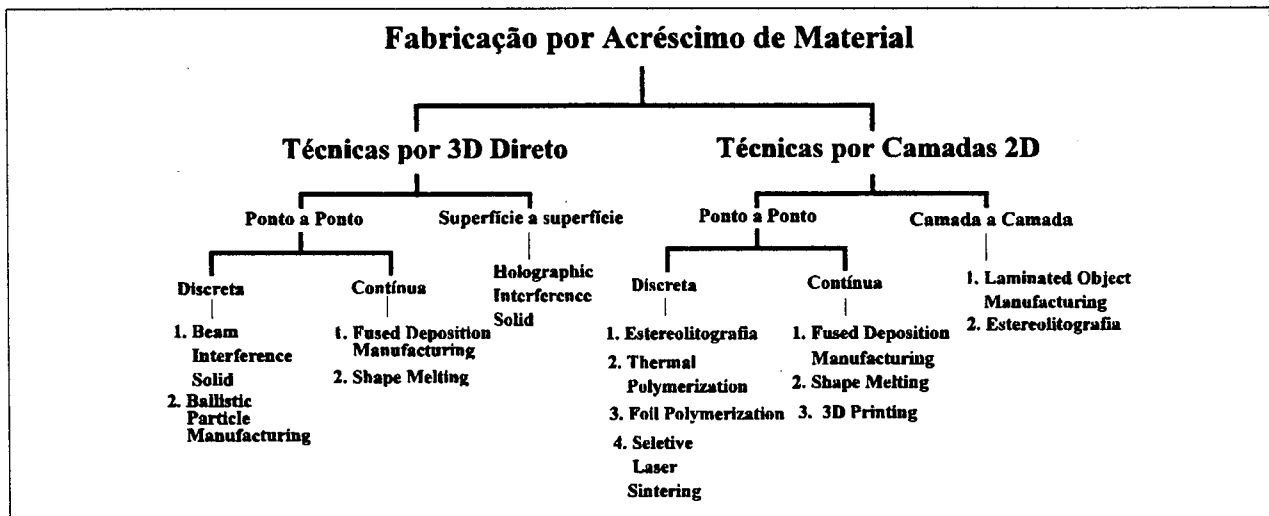 Fabricação por Acréscimo de Material
Técnicas por 3D Direto
Técnicas por Camadas 2D
Ponto a Ponto
Superfície a superfície
Ponto a Ponto
Camada a Camada
Discreta
Contínua
Holographic
Interference
Solid
Discreta
Contínua
1. Laminated Object
Manufacturing
2. Estereolitografia
1. Beam
Interference
Solid
2. Ballistic
Particle
Manufacturing
1. Fused Deposition
Manufacturing
2. Shape Melting
1. Estereolitografia
2. Thermal
Polymerization
3. Foil Polymerization
4. Seletive
Laser
Sintering
1. Fused Deposition
Manufacturing
2. Shape Melting
3. 3D Printing